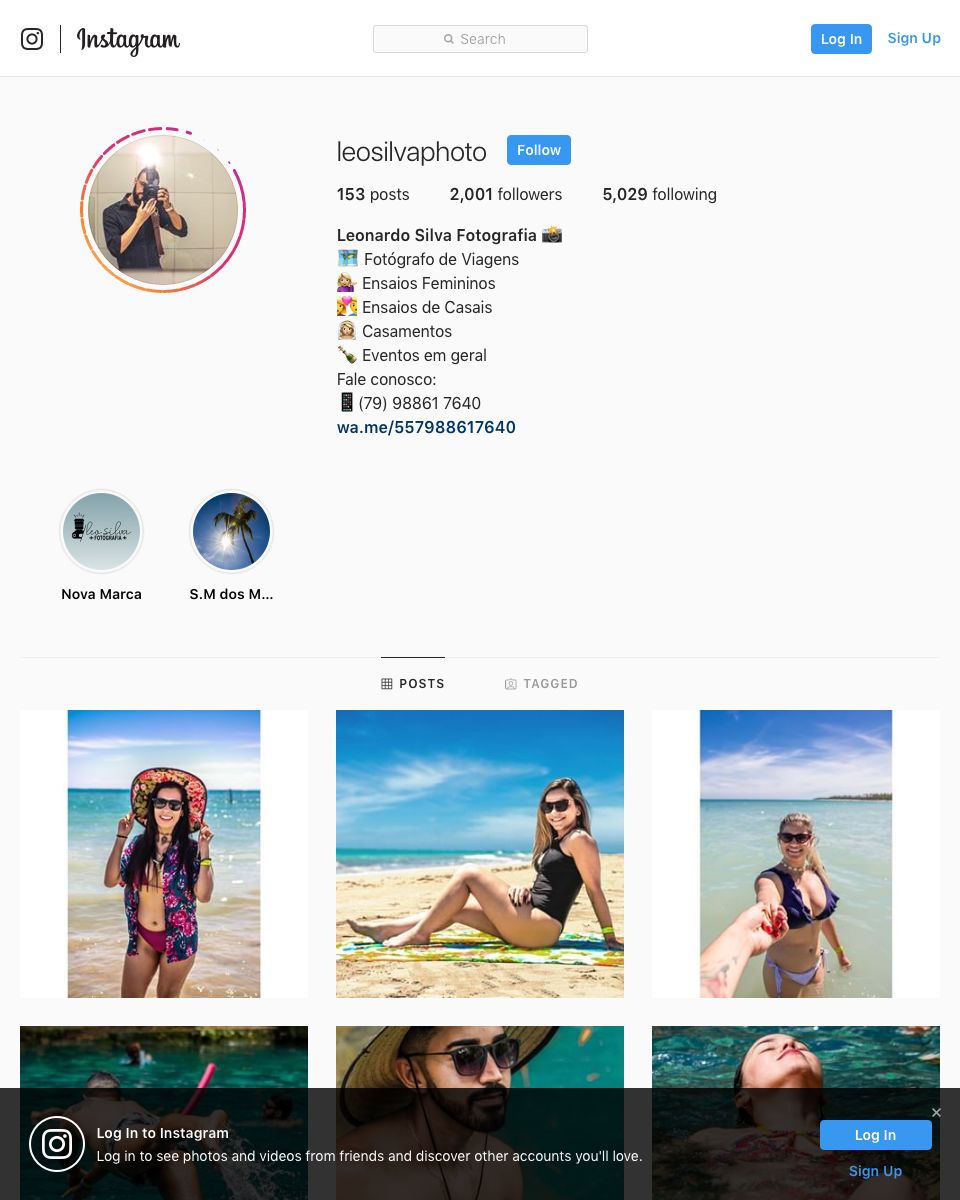 Instagram
Search
Log In
Sign Up
leosilvaphoto
Follow
153 posts
2,001 followers
5,029 following
Leonardo Silva Fotografia 📸
🗺️ Fotógrafo de Viagens
💁🏼‍♀️ Ensaios Femininos
💏 Ensaios de Casais
👰🏼 Casamentos
🍾 Eventos em geral
Fale conosco:
📱(79) 98861 7640
wa.me/557988617640
leo silva
FOTOGRAFIA
Nova Marca
S.M dos M...
POSTS
TAGGED
Log In to Instagram
Log in to see photos and videos from friends and discover other accounts you'll love.
Log In
Sign Up